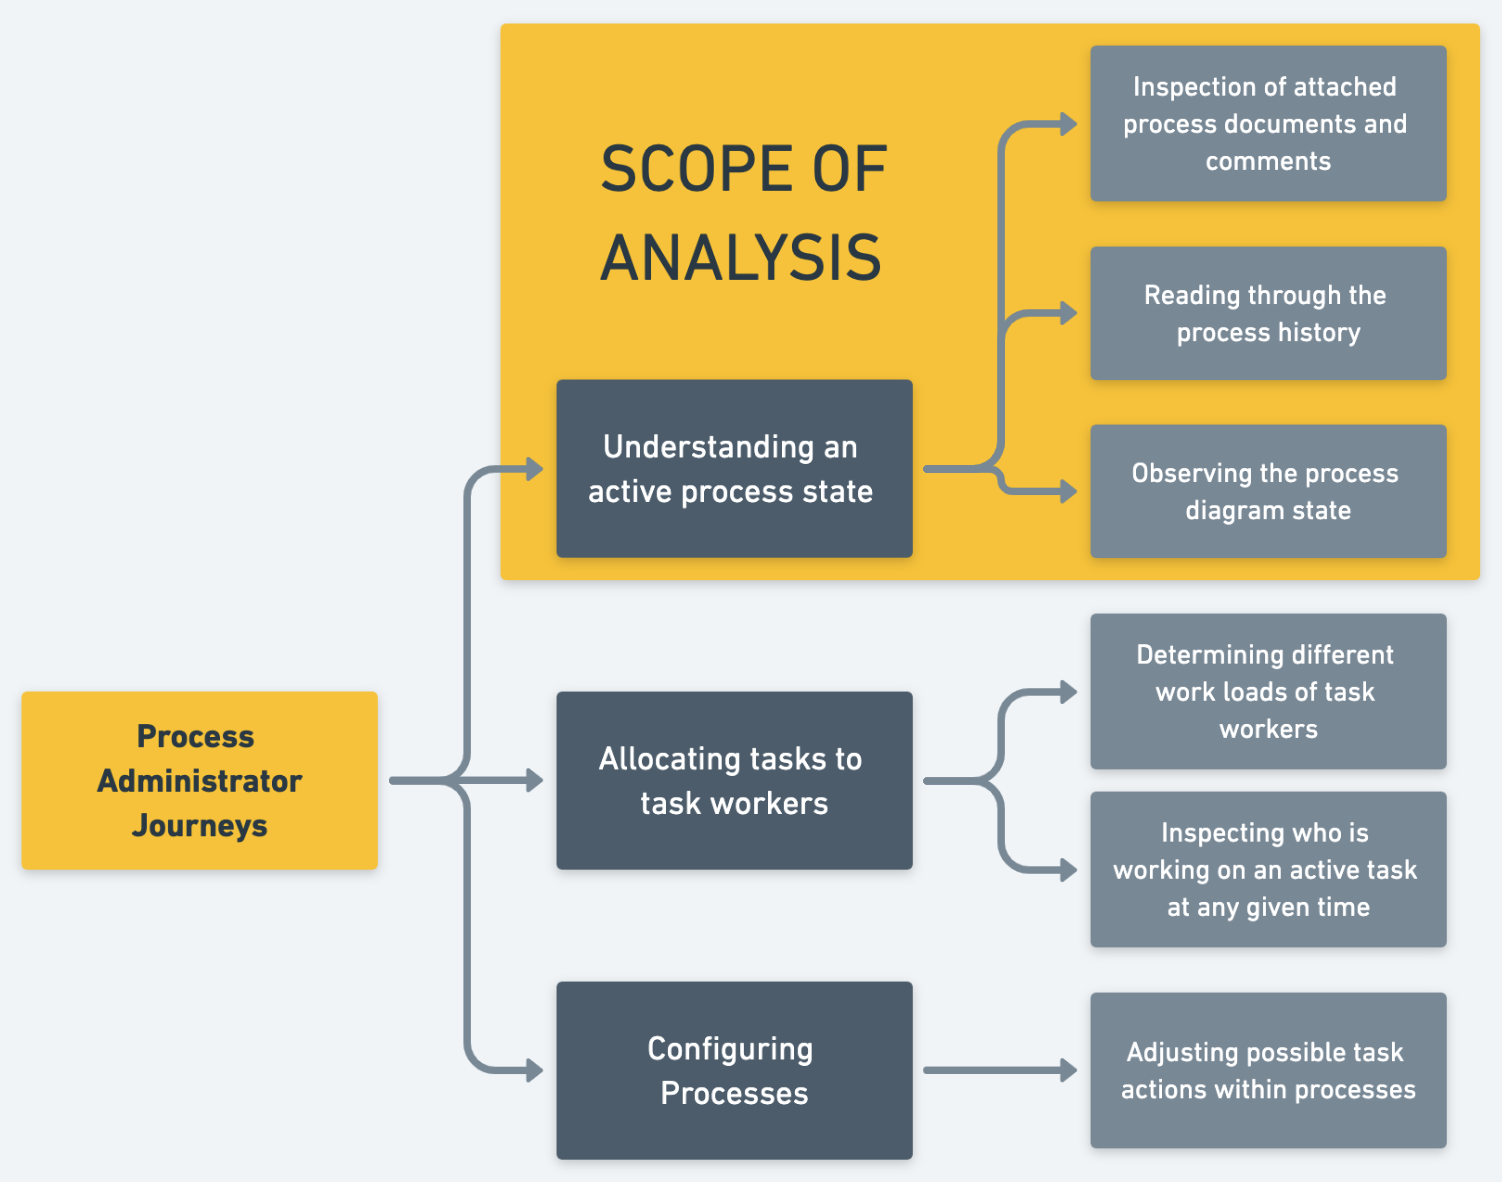 SCOPE OF
ANALYSIS
Inspection of attached
process documents and
comments
Reading through the
process history
Understanding an
active process state
Observing the process
diagram state
Process
Administrator
Journeys
Allocating tasks to
task workers
Determining different
work loads of task
workers
Inspecting who is
working on an active task
at any given time
Configuring
Processes
Adjusting possible task
actions within processes